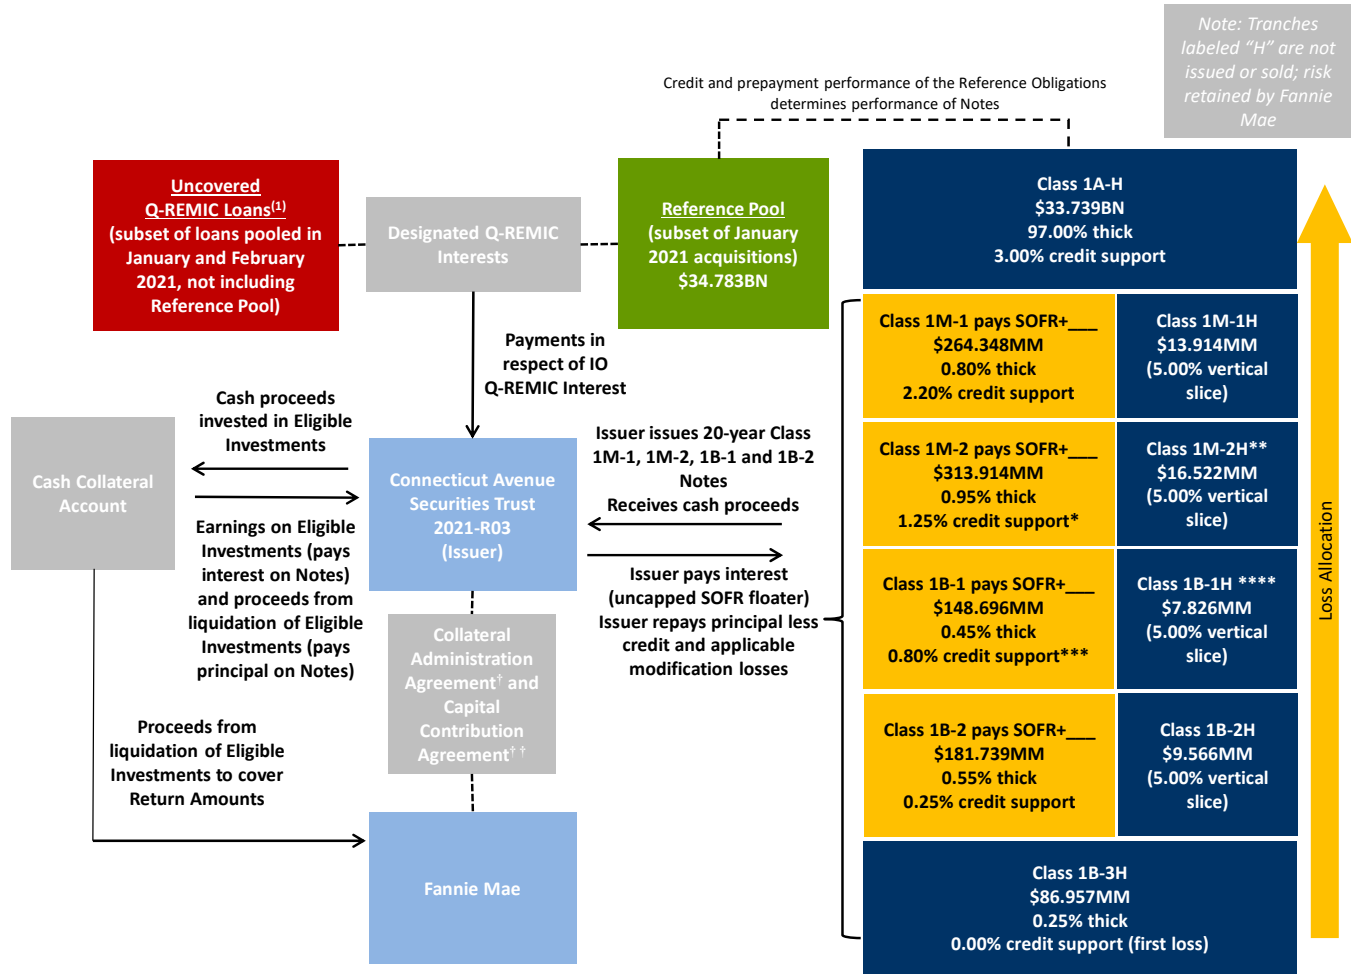 Note: Tranches
labeled “H” are not
issued or sold; risk
retained by Fannie
Mae
Credit and prepayment performance of the Reference Obligations
determines performance of Notes
Uncovered
Q-REMIC Loans(1)
(subset of loans pooled in
January and February
2021, not including
Reference Pool)
Designated Q-REMIC
Interests
Reference Pool
(subset of January
2021 acquisitions)
$34.783BN
Class 1A-H
$33.739BN
97.00% thick
3.00% credit support
Payments in
respect of IO
Q-REMIC Interest
Class 1M-1 pays SOFR+___
$264.348MM
0.80% thick
2.20% credit support
Class 1M-1H
$13.914MM
(5.00% vertical
slice)
Cash proceeds
invested in Eligible
Investments
Cash Collateral
Account
Connecticut Avenue
Securities Trust
2021-R03
(Issuer)
Issuer issues 20-year Class
1M-1, 1M-2, 1B-1 and 1B-2
Notes
Receives cash proceeds
Class 1M-2 pays SOFR+___
$313.914MM
0.95% thick
1.25% credit support*
Class 1M-2H**
$16.522MM
(5.00% vertical
slice)
Earnings on Eligible
Investments (pays
interest on Notes)
and proceeds from
liquidation of Eligible
Investments (pays
principal on Notes)
Issuer pays interest
(uncapped SOFR floater)
Issuer repays principal less
credit and applicable
modification losses
Class 1B-1 pays SOFR+___
$148.696MM
0.45% thick
0.80% credit support***
Class 1B-1H ****
$7.826MM
(5.00% vertical
slice)
Collateral
Administration
Agreement† and
Capital
Contribution
Agreement† †
Proceeds from
liquidation of Eligible
Investments to cover
Return Amounts
Class 1B-2 pays SOFR+___
$181.739MM
0.55% thick
0.25% credit support
Class 1B-2H
$9.566MM
(5.00% vertical
slice)
Fannie Mae
Class 1B-3H
$86.957MM
0.25% thick
0.00% credit support (first loss)
Loss Allocation